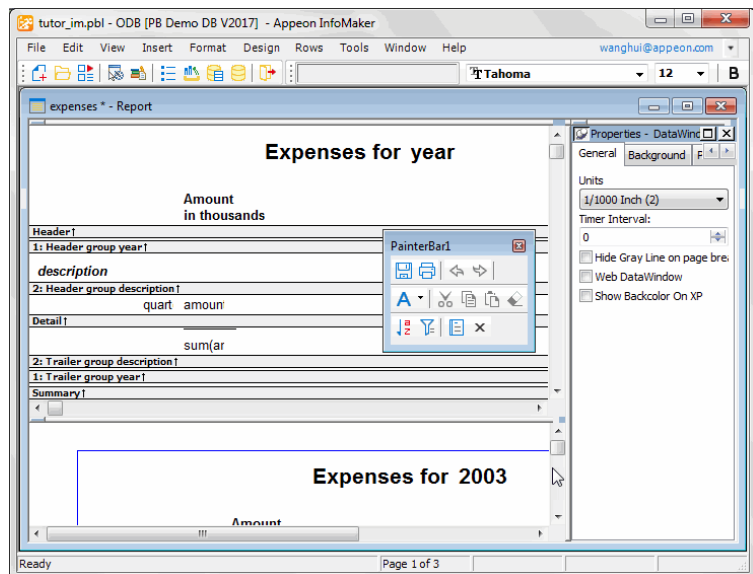 tutor_im.pbl - ODB [PB Demo DB V2017] - Appeon InfoMaker
File Edit View Insert Format Design Rows Tools Window Help wanghui@appeon.com
Tahoma 12 B
expenses * - Report
Expenses for year
Amount
in thousands
Header↑
1: Header group year↑
description
2: Header group description↑
quart amount
Detail↑
sum(ar
2: Trailer group description↑
1: Trailer group year↑
Summary↑
Expenses for 2003
Amount
PainterBar1
A
Properties - DataWind
General Background F
Units
1/1000 Inch (2)
Timer Interval:
0
Hide Gray Line on page brea
Web DataWindow
Show Backcolor On XP
Ready Page 1 of 3